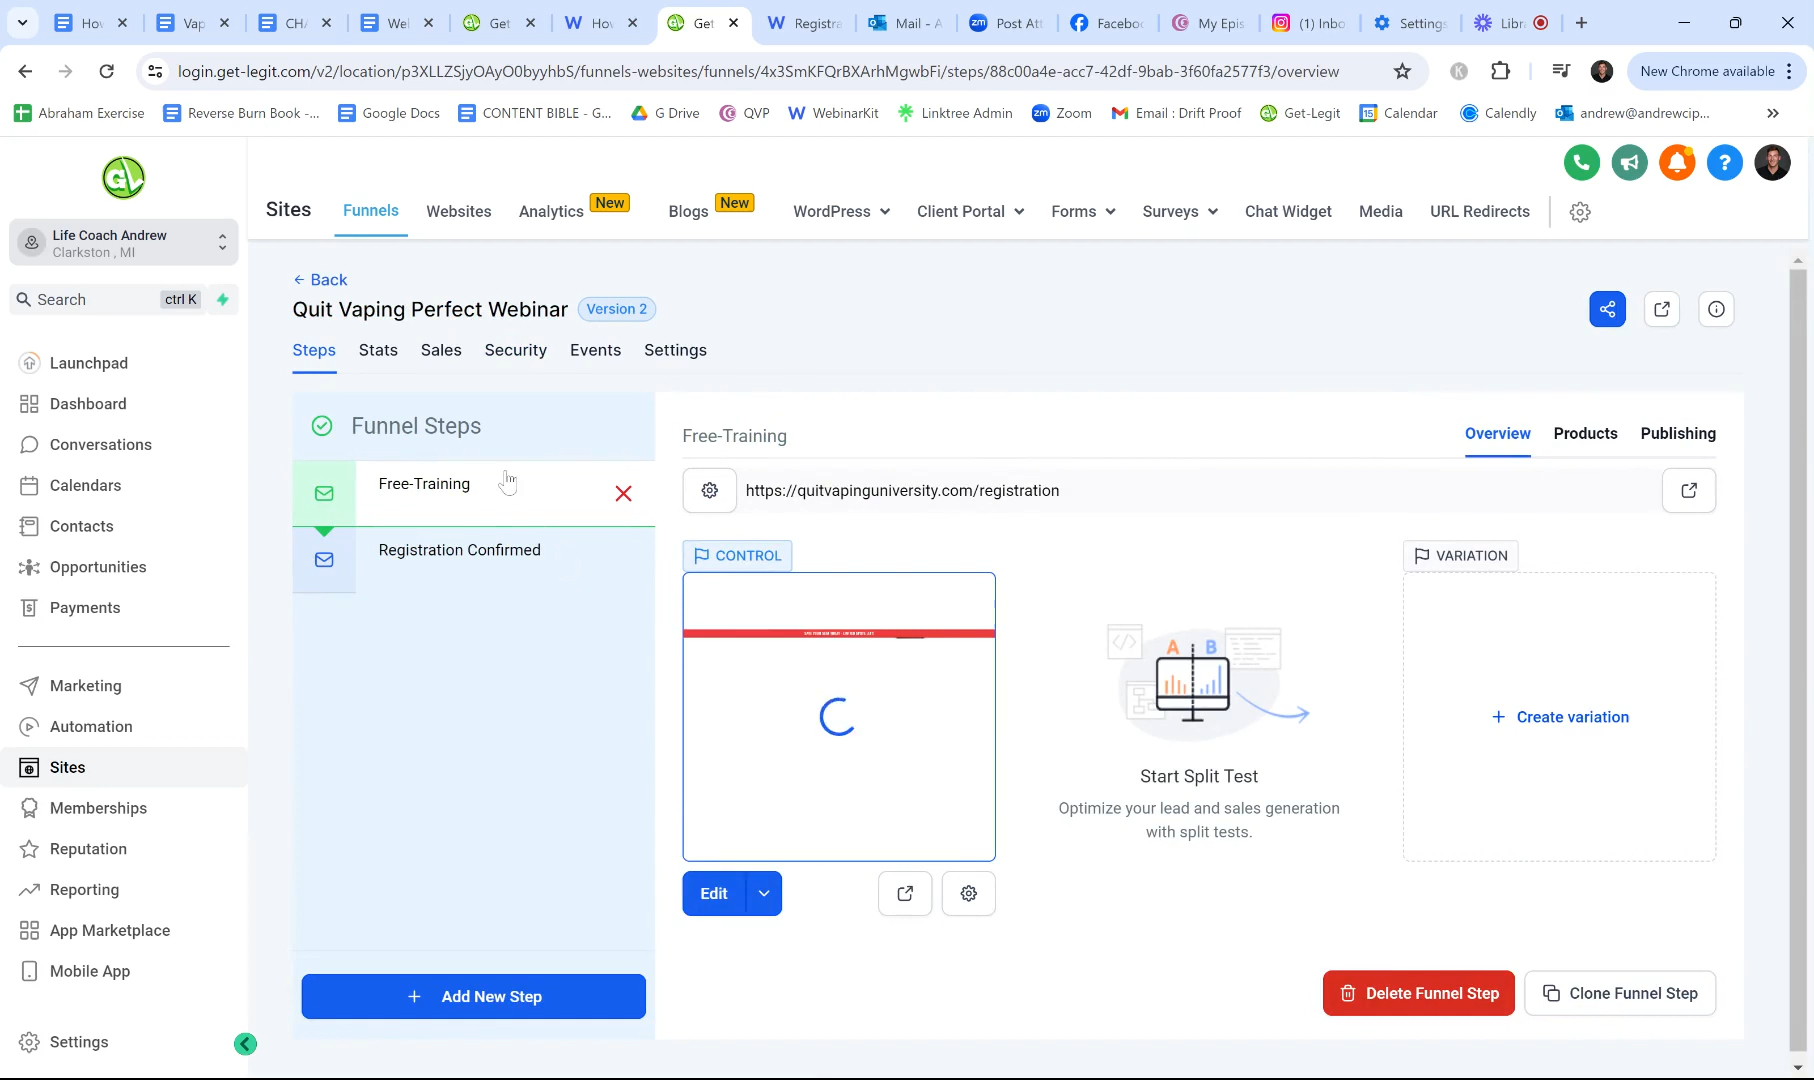 Hov
Vap
CHA
Wel
Get
Hov
Get
Registra
Mail - A
Post Att
Faceboo
My Epis
(1) Inbo
Settings
Libra
login.get-legit.com/v2/location/p3XLLZSjyOAyO0byyhbS/funnels-websites/funnels/4x3SmKFQrBXArhMgwbFi/steps/88c00a4e-acc7-42df-9bab-3f60fa2577f3/overview
New Chrome available
Abraham Exercise
Reverse Burn Book -...
Google Docs
CONTENT BIBLE - G...
G Drive
QVP
WebinarKit
Linktree Admin
Zoom
Email : Drift Proof
Get-Legit
Calendar
Calendly
andrew@andrewcip...
GL
Life Coach Andrew
Clarkston , MI
Search
ctrl K
Launchpad
Dashboard
Conversations
Calendars
Contacts
Opportunities
Payments
Marketing
Automation
Sites
Memberships
Reputation
Reporting
App Marketplace
Mobile App
Settings
Sites
Funnels
Websites
Analytics
New
Blogs
New
WordPress
Client Portal
Forms
Surveys
Chat Widget
Media
URL Redirects
← Back
Quit Vaping Perfect Webinar
Version 2
Steps
Stats
Sales
Security
Events
Settings
Funnel Steps
Free-Training
Registration Confirmed
+ Add New Step
Free-Training
Overview
Products
Publishing
https://quitvapinguniversity.com/registration
CONTROL
VARIATION
A B
Start Split Test
Optimize your lead and sales generation
with split tests.
+ Create variation
Edit
Delete Funnel Step
Clone Funnel Step